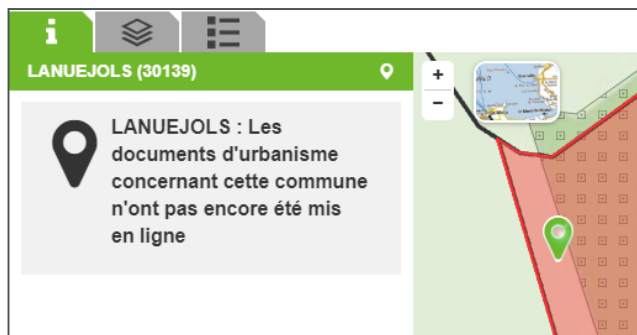 LANUEJOLS (30139)
LANUEJOLS : Les
documents d'urbanisme
concernant cette commune
n'ont pas encore été mis
en ligne
+
−